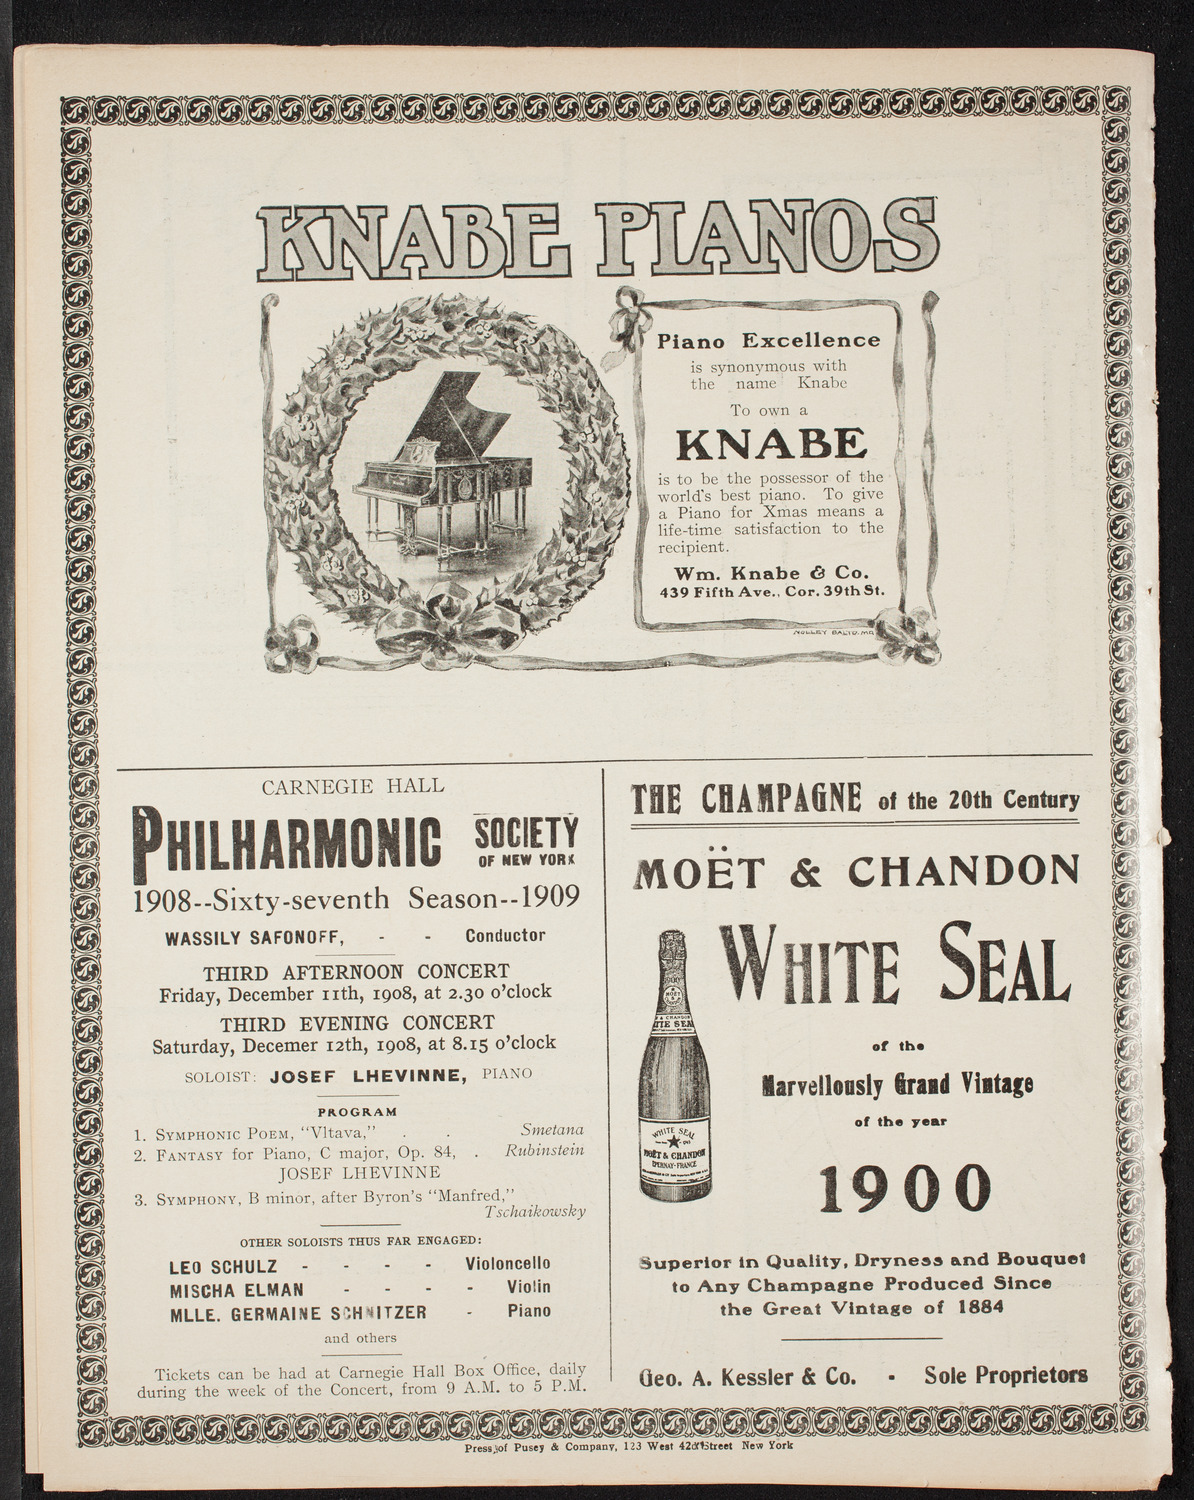 KNABE PIANOS
Piano Excellence
is synonymous with
the name Knabe
To own a
KNABE
is to be the possessor of the
world's best piano. To give
a Piano for Xmas means a
life-time satisfaction to the
recipient.
Wm. Knabe & Co.
439 Fifth Ave., Cor. 39th St.
NOLLEY BALTO. MD.
CARNEGIE HALL
PHILHARMONIC SOCIETY
OF NEW YORK
1908--Sixty-seventh Season--1909
WASSILY SAFONOFF, - - Conductor
THIRD AFTERNOON CONCERT
Friday, December 11th, 1908, at 2.30 o'clock
THIRD EVENING CONCERT
Saturday, Decemer 12th, 1908, at 8.15 o'clock
SOLOIST: JOSEF LHEVINNE, PIANO
PROGRAM
1. SYMPHONIC POEM, "Vltava," . . Smetana
2. FANTASY for Piano, C major, Op. 84, . Rubinstein
JOSEF LHEVINNE
3. SYMPHONY, B minor, after Byron's "Manfred,"
Tschaikowsky
OTHER SOLOISTS THUS FAR ENGAGED:
LEO SCHULZ - - - - Violoncello
MISCHA ELMAN - - - - Violin
MLLE. GERMAINE SCHNITZER - Piano
and others
Tickets can be had at Carnegie Hall Box Office, daily
during the week of the Concert, from 9 A.M. to 5 P.M.
THE CHAMPAGNE of the 20th Century
MOËT & CHANDON
WHITE SEAL
of the
Marvellously Grand Vintage
of the year
1900
WHITE SEAL
MOËT & CHANDON
EPERNAY-FRANCE
Superior in Quality, Dryness and Bouquet
to Any Champagne Produced Since
the Great Vintage of 1884
Geo. A. Kessler & Co. - Sole Proprietors
Press of Pusey & Company, 123 West 42d Street New York